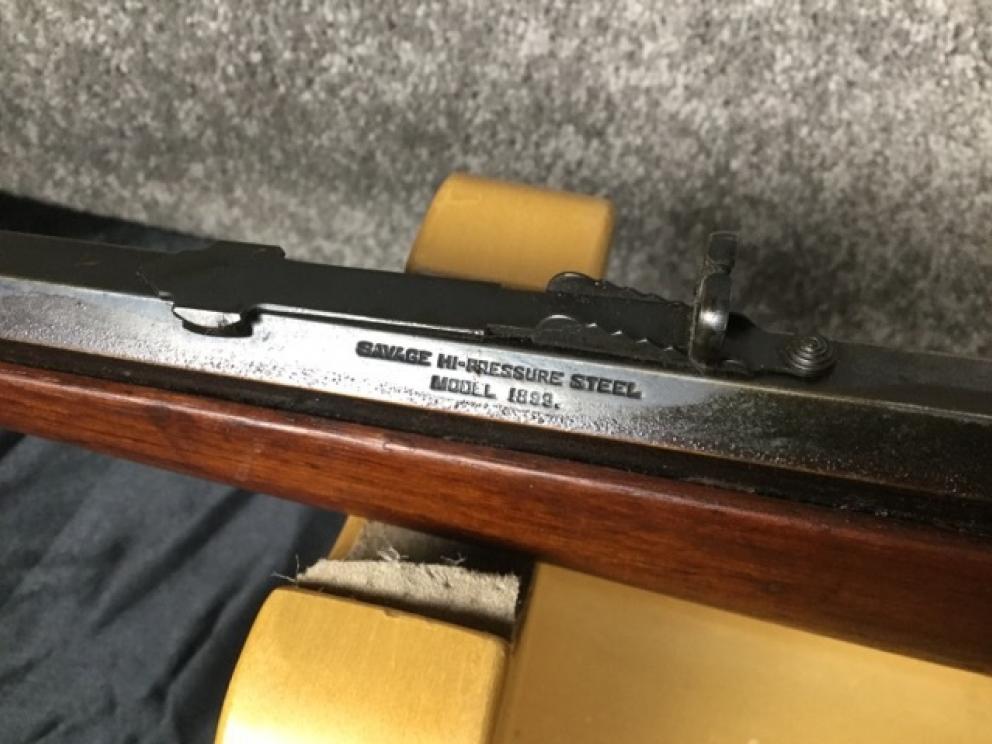 SAVAGE HI-PRESSURE STEEL
MODEL 1899.